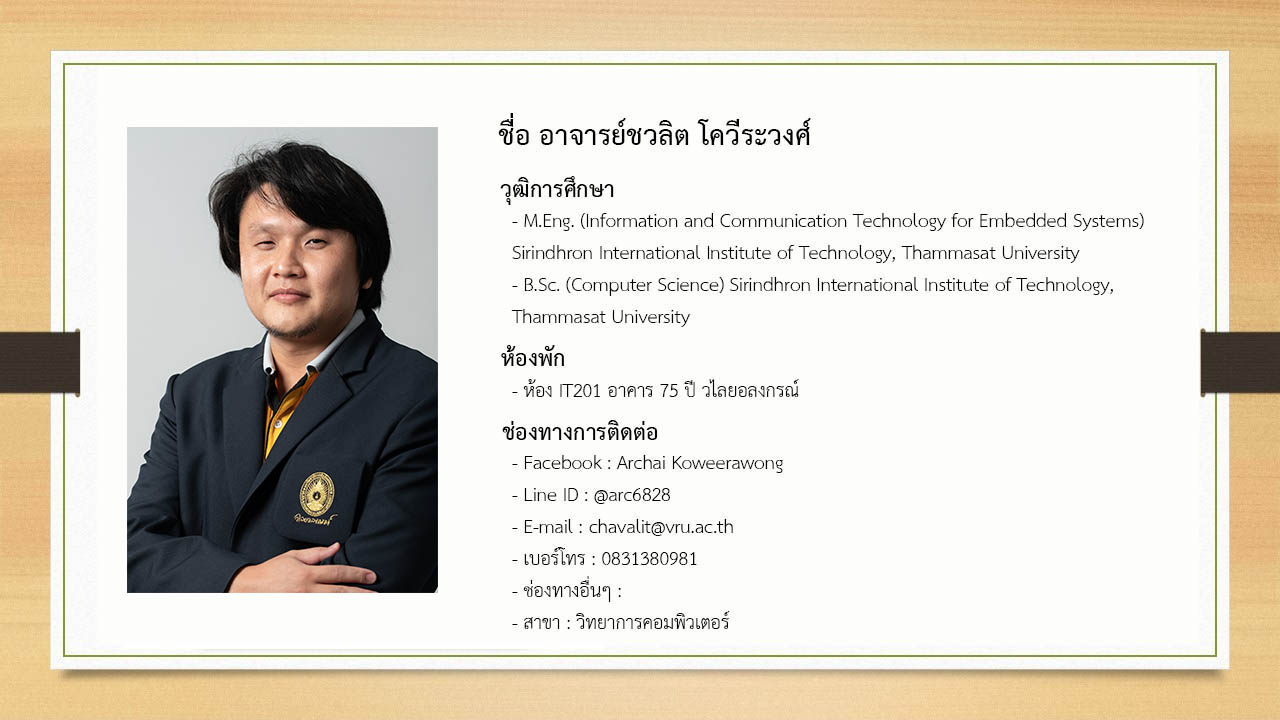 ชื่อ อาจารย์ชวลิต โควีระวงศ์
วุฒิการศึกษา
- M.Eng. (Information and Communication Technology for Embedded Systems)
Sirindhron International Institute of Technology, Thammasat University
- B.Sc. (Computer Science) Sirindhron International Institute of Technology,
Thammasat University
ห้องพัก
- ห้อง IT201 อาคาร 75 ปี วไลยอลงกรณ์
ช่องทางการติดต่อ
- Facebook : Archai Koweerawong
- Line ID : @arc6828
- E-mail : chavalit@vru.ac.th
- เบอร์โทร : 0831380981
- ช่องทางอื่นๆ :
- สาขา : วิทยาการคอมพิวเตอร์